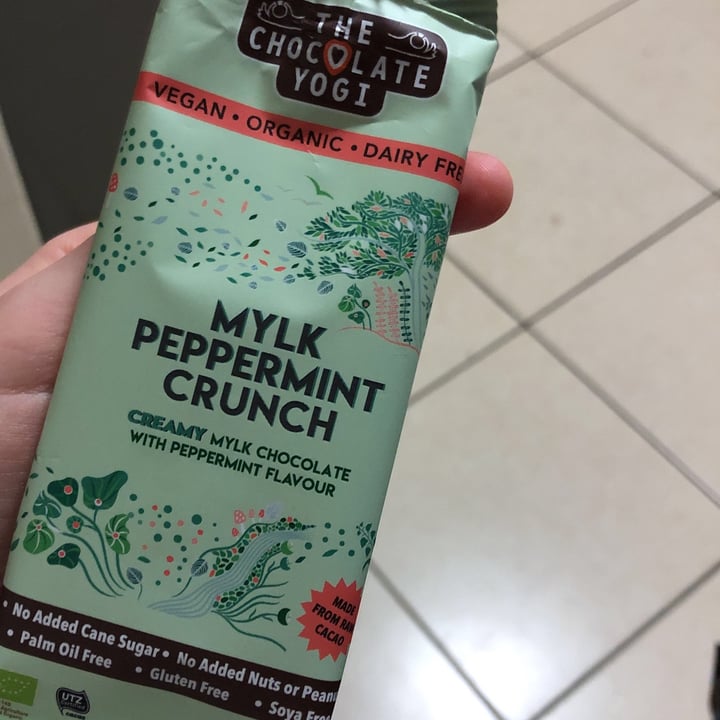 THE
CHOCOLATE
YOGI
VEGAN • ORGANIC • DAIRY FRE
MYLK
PEPPERMINT
CRUNCH
CREAMY MYLK CHOCOLATE
WITH PEPPERMINT FLAVOUR
MADE
FROM RAW
CACAO
• No Added Cane Sugar • No Added Nuts or Peanu
• Palm Oil Free • Gluten Free • Soya Free
UTZ